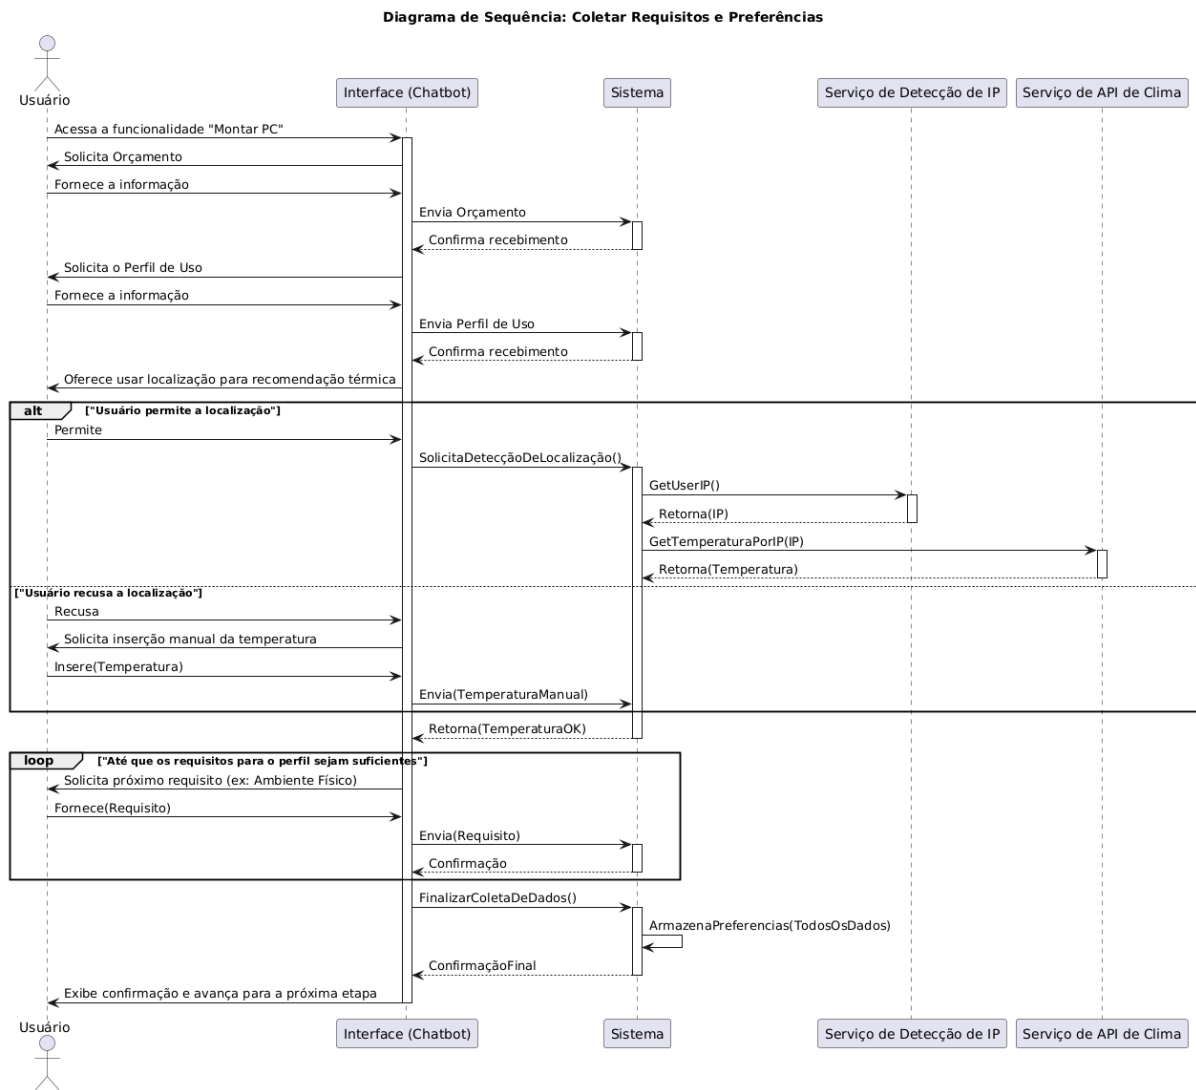 Diagrama de Sequência: Coletar Requisitos e Preferências
Usuário
Interface (Chatbot)
Sistema
Serviço de Detecção de IP
Serviço de API de Clima
Acessa a funcionalidade "Montar PC"
Solicita Orçamento
Fornece a informação
Envia Orçamento
Confirma recebimento
Solicita o Perfil de Uso
Fornece a informação
Envia Perfil de Uso
Confirma recebimento
Oferece usar localização para recomendação térmica
alt
["Usuário permite a localização"]
Permite
SolicitaDetecçãoDeLocalização()
GetUserIP()
Retorna(IP)
GetTemperaturaPorIP(IP)
Retorna(Temperatura)
["Usuário recusa a localização"]
Recusa
Solicita inserção manual da temperatura
Insere(Temperatura)
Envia(TemperaturaManual)
Retorna(TemperaturaOK)
loop
["Até que os requisitos para o perfil sejam suficientes"]
Solicita próximo requisito (ex: Ambiente Físico)
Fornece(Requisito)
Envia(Requisito)
Confirmação
FinalizarColetaDeDados()
ArmazenaPreferencias(TodosOsDados)
ConfirmaçãoFinal
Exibe confirmação e avança para a próxima etapa
Usuário
Interface (Chatbot)
Sistema
Serviço de Detecção de IP
Serviço de API de Clima